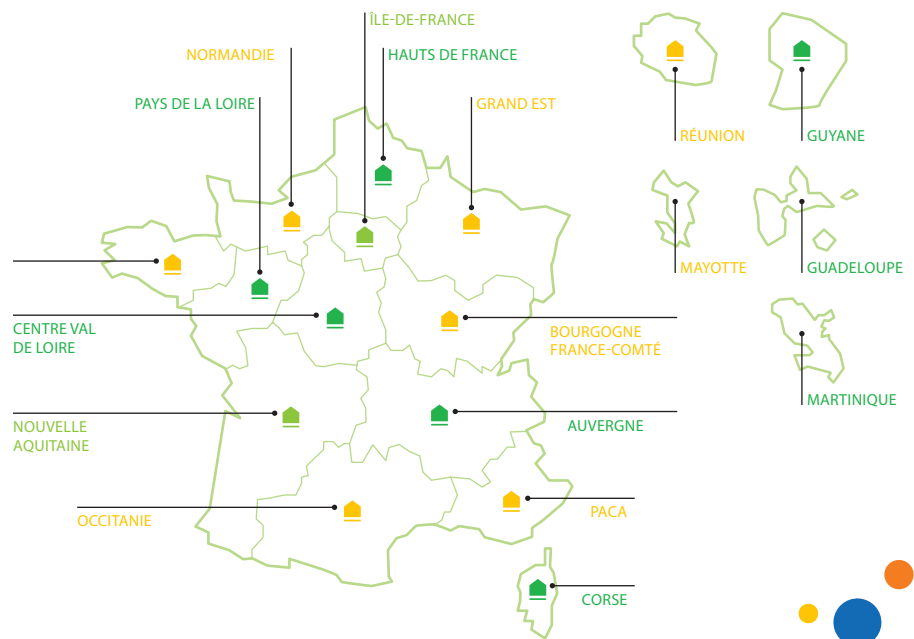 ÎLE-DE-FRANCE
NORMANDIE
HAUTS DE FRANCE
PAYS DE LA LOIRE
GRAND EST
RÉUNION
GUYANE
MAYOTTE
GUADELOUPE
CENTRE VAL
DE LOIRE
BOURGOGNE
FRANCE-COMTÉ
MARTINIQUE
NOUVELLE
AQUITAINE
AUVERGNE
OCCITANIE
PACA
CORSE